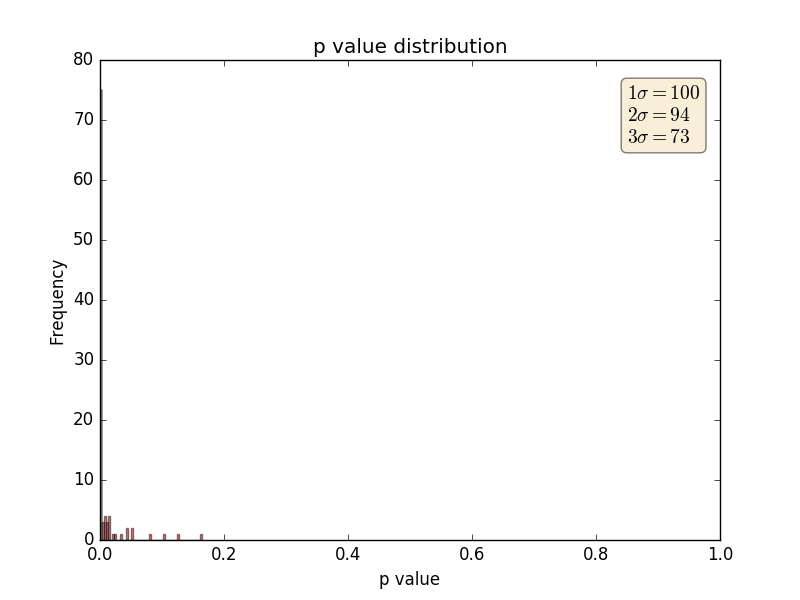 p value distribution
80
70
60
50
40
30
20
10
0
Frequency
1σ = 100
2σ = 94
3σ = 73
0.0 0.2 0.4 0.6 0.8 1.0
p value